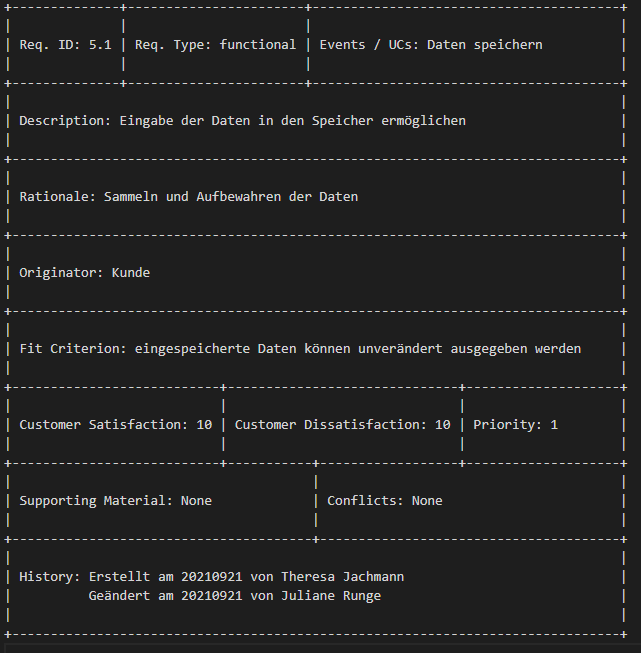 Req. ID: 5.1 | Req. Type: functional | Events / UCs: Daten speichern
Description: Eingabe der Daten in den Speicher ermöglichen
Rationale: Sammeln und Aufbewahren der Daten
Originator: Kunde
Fit Criterion: eingespeicherte Daten können unverändert ausgegeben werden
Customer Satisfaction: 10 | Customer Dissatisfaction: 10 | Priority: 1
Supporting Material: None | Conflicts: None
History: Erstellt am 20210921 von Theresa Jachmann
Geändert am 20210921 von Juliane Runge